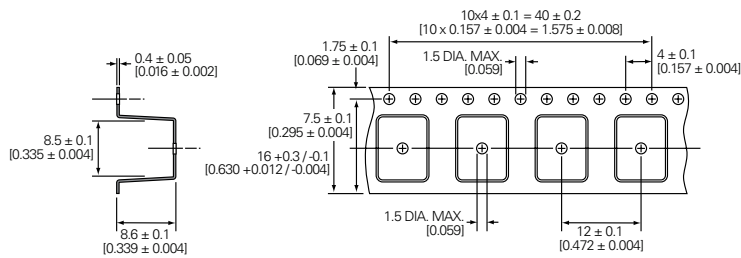 10x4 ± 0.1 = 40 ± 0.2
[10 x 0.157 ± 0.004 = 1.575 ± 0.008]
0.4 ± 0.05
[0.016 ± 0.002]
1.75 ± 0.1
[0.069 ± 0.004]
1.5 DIA. MAX.
[0.059]
4 ± 0.1
[0.157 ± 0.004]
7.5 ± 0.1
[0.295 ± 0.004]
8.5 ± 0.1
[0.335 ± 0.004]
16 +0.3 / -0.1
[0.630 +0.012 / -0.004]
1.5 DIA. MAX.
[0.059]
12 ± 0.1
[0.472 ± 0.004]
8.6 ± 0.1
[0.339 ± 0.004]